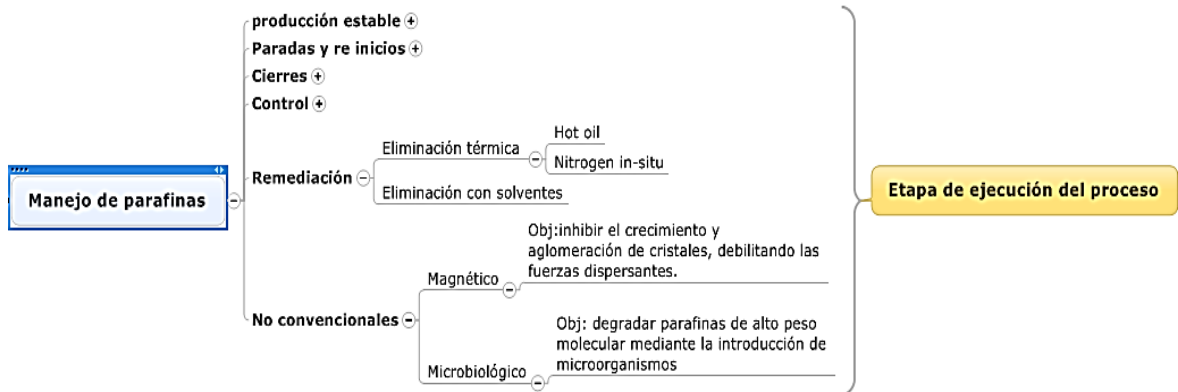 producción estable
Paradas y re inicios
Cierres
Control
Remediación
Eliminación térmica
Hot oil
Nitrogen in-situ
Eliminación con solventes
Manejo de parafinas
Etapa de ejecución del proceso
No convencionales
Magnético
Obj:inhibir el crecimiento y
aglomeración de cristales, debilitando las
fuerzas dispersantes.
Microbiológico
Obj: degradar parafinas de alto peso
molecular mediante la introducción de
microorganismos